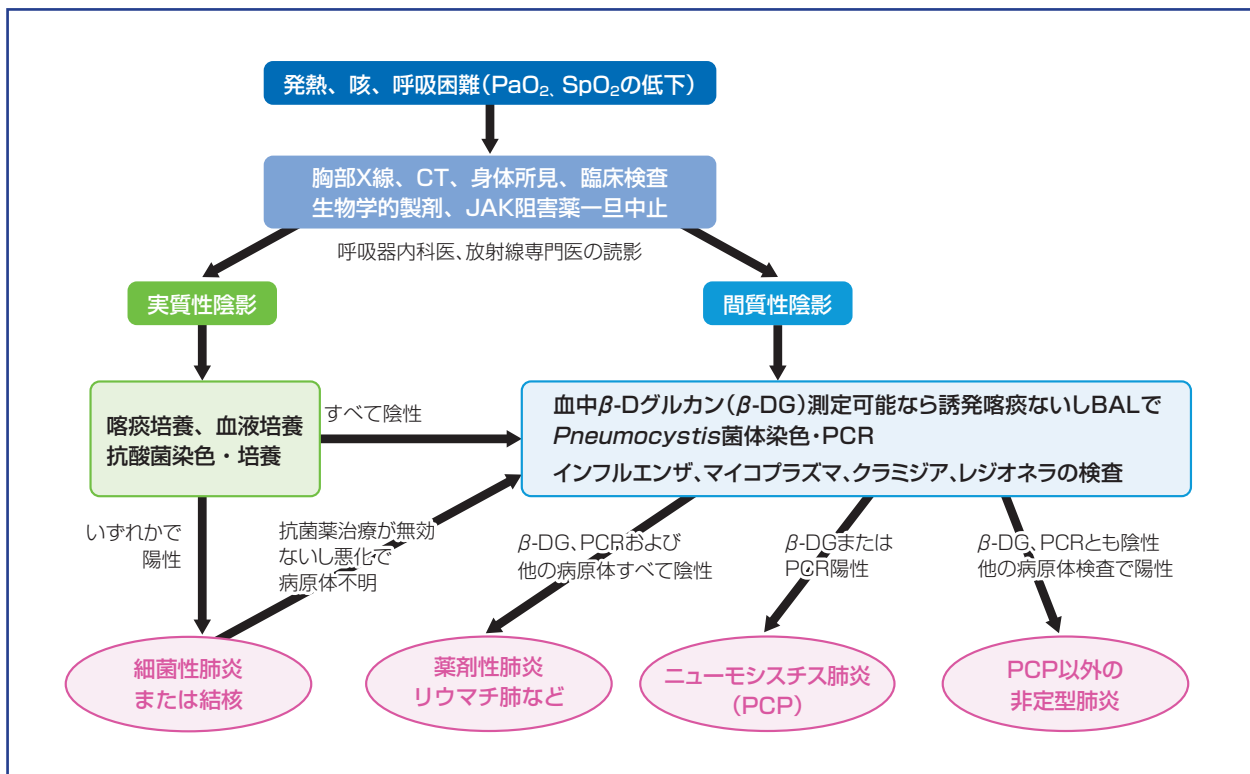 発熱、咳、呼吸困難(PaO₂, SpO₂の低下)
胸部X線、CT、身体所見、臨床検査
生物学的製剤、JAK阻害薬一旦中止
呼吸器内科医、放射線専門医の読影
実質性陰影
間質性陰影
喀痰培養、血液培養
抗酸菌染色・培養
すべて陰性
血中β-Dグルカン(β-DG)測定可能なら誘発喀痰ないしBALで
Pneumocystis菌体染色・PCR
インフルエンザ、マイコプラズマ、クラミジア、レジオネラの検査
いずれかで
陽性
抗菌薬治療が無効
ないし悪化で
病原体不明
β-DG、PCRおよび
他の病原体すべて陰性
β-DGまたは
PCR陽性
β-DG、PCRとも陰性
他の病原体検査で陽性
細菌性肺炎
または結核
薬剤性肺炎
リウマチ肺など
ニューモシスチス肺炎
(PCP)
PCP以外の
非定型肺炎